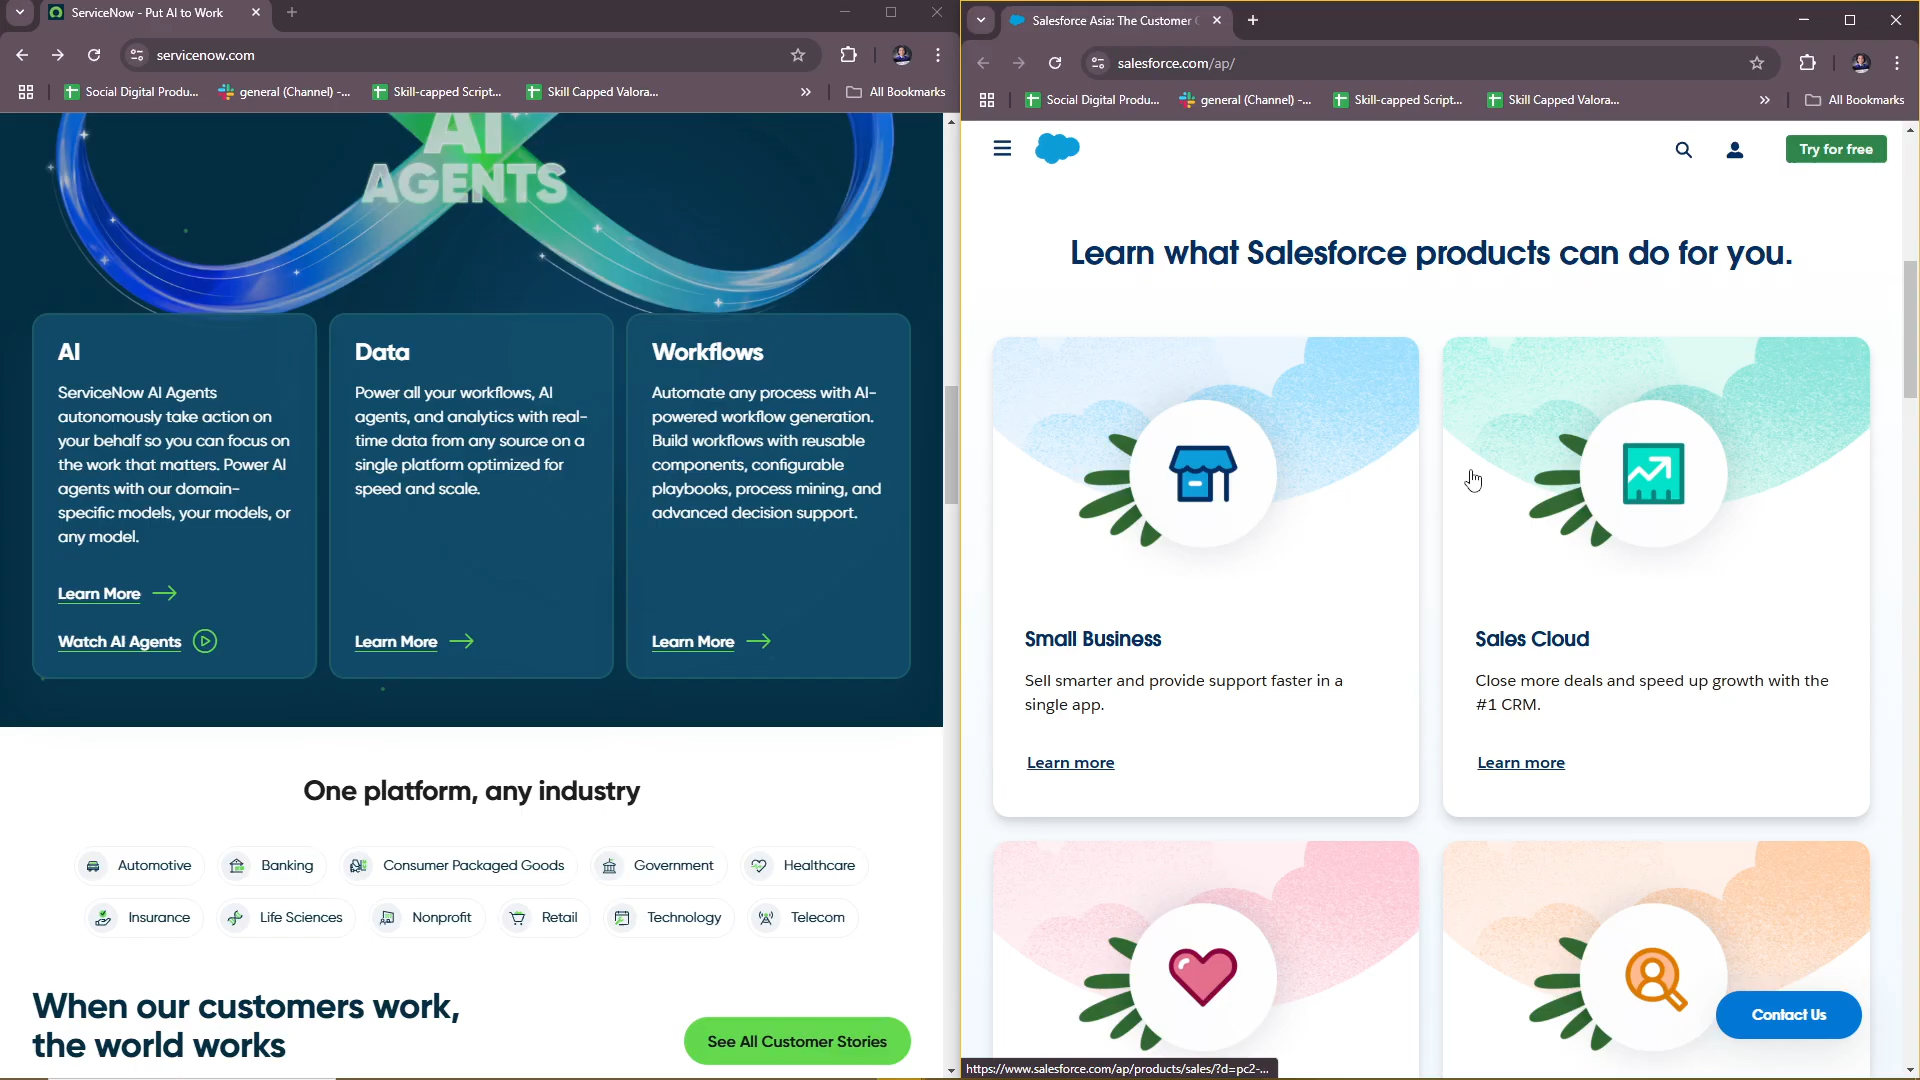 ServiceNow - Put AI to Work
servicenow.com
Social Digital Produ...
general (Channel) -...
Skill-capped Script...
Skill Capped Valora...
»
All Bookmarks
AI
AGENTS
AI
ServiceNow AI Agents
autonomously take action on
your behalf so you can focus on
the work that matters. Power AI
agents with our domain-
specific models, your models, or
any model.
Learn More
Watch AI Agents
Data
Power all your workflows, AI
agents, and analytics with real-
time data from any source on a
single platform optimized for
speed and scale.
Learn More
Workflows
Automate any process with AI-
powered workflow generation.
Build workflows with reusable
components, configurable
playbooks, process mining, and
advanced decision support.
Learn More
One platform, any industry
Automotive
Banking
Consumer Packaged Goods
Government
Healthcare
Insurance
Life Sciences
Nonprofit
Retail
Technology
Telecom
When our customers work,
the world works
See All Customer Stories
Salesforce Asia: The Customer
salesforce.com/ap/
Social Digital Produ...
general (Channel) -...
Skill-capped Script...
Skill Capped Valora...
»
All Bookmarks
Try for free
Learn what Salesforce products can do for you.
Small Business
Sell smarter and provide support faster in a
single app.
Learn more
Sales Cloud
Close more deals and speed up growth with the
#1 CRM.
Learn more
Contact Us
https://www.salesforce.com/ap/products/sales/?d=pc2-...